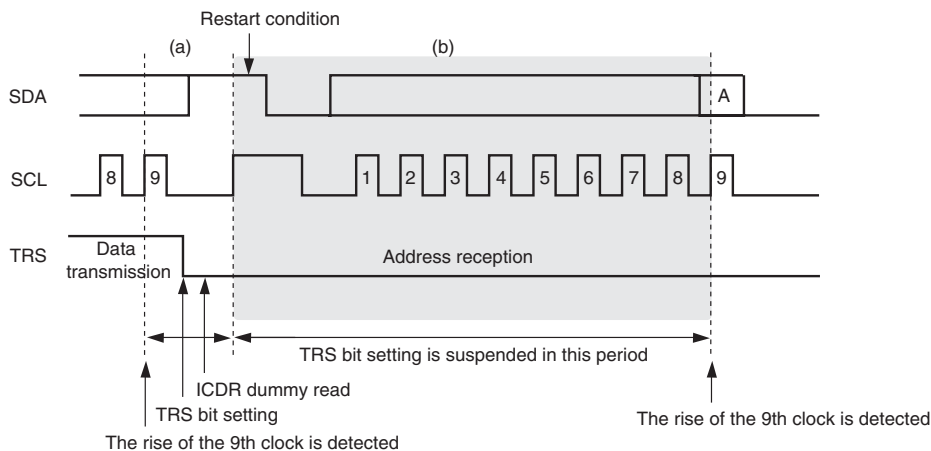 Restart condition
(a)
(b)
SDA
A
SCL
8
9
1
2
3
4
5
6
7
8
9
TRS
Data
transmission
Address reception
TRS bit setting is suspended in this period
ICDR dummy read
TRS bit setting
The rise of the 9th clock is detected
The rise of the 9th clock is detected